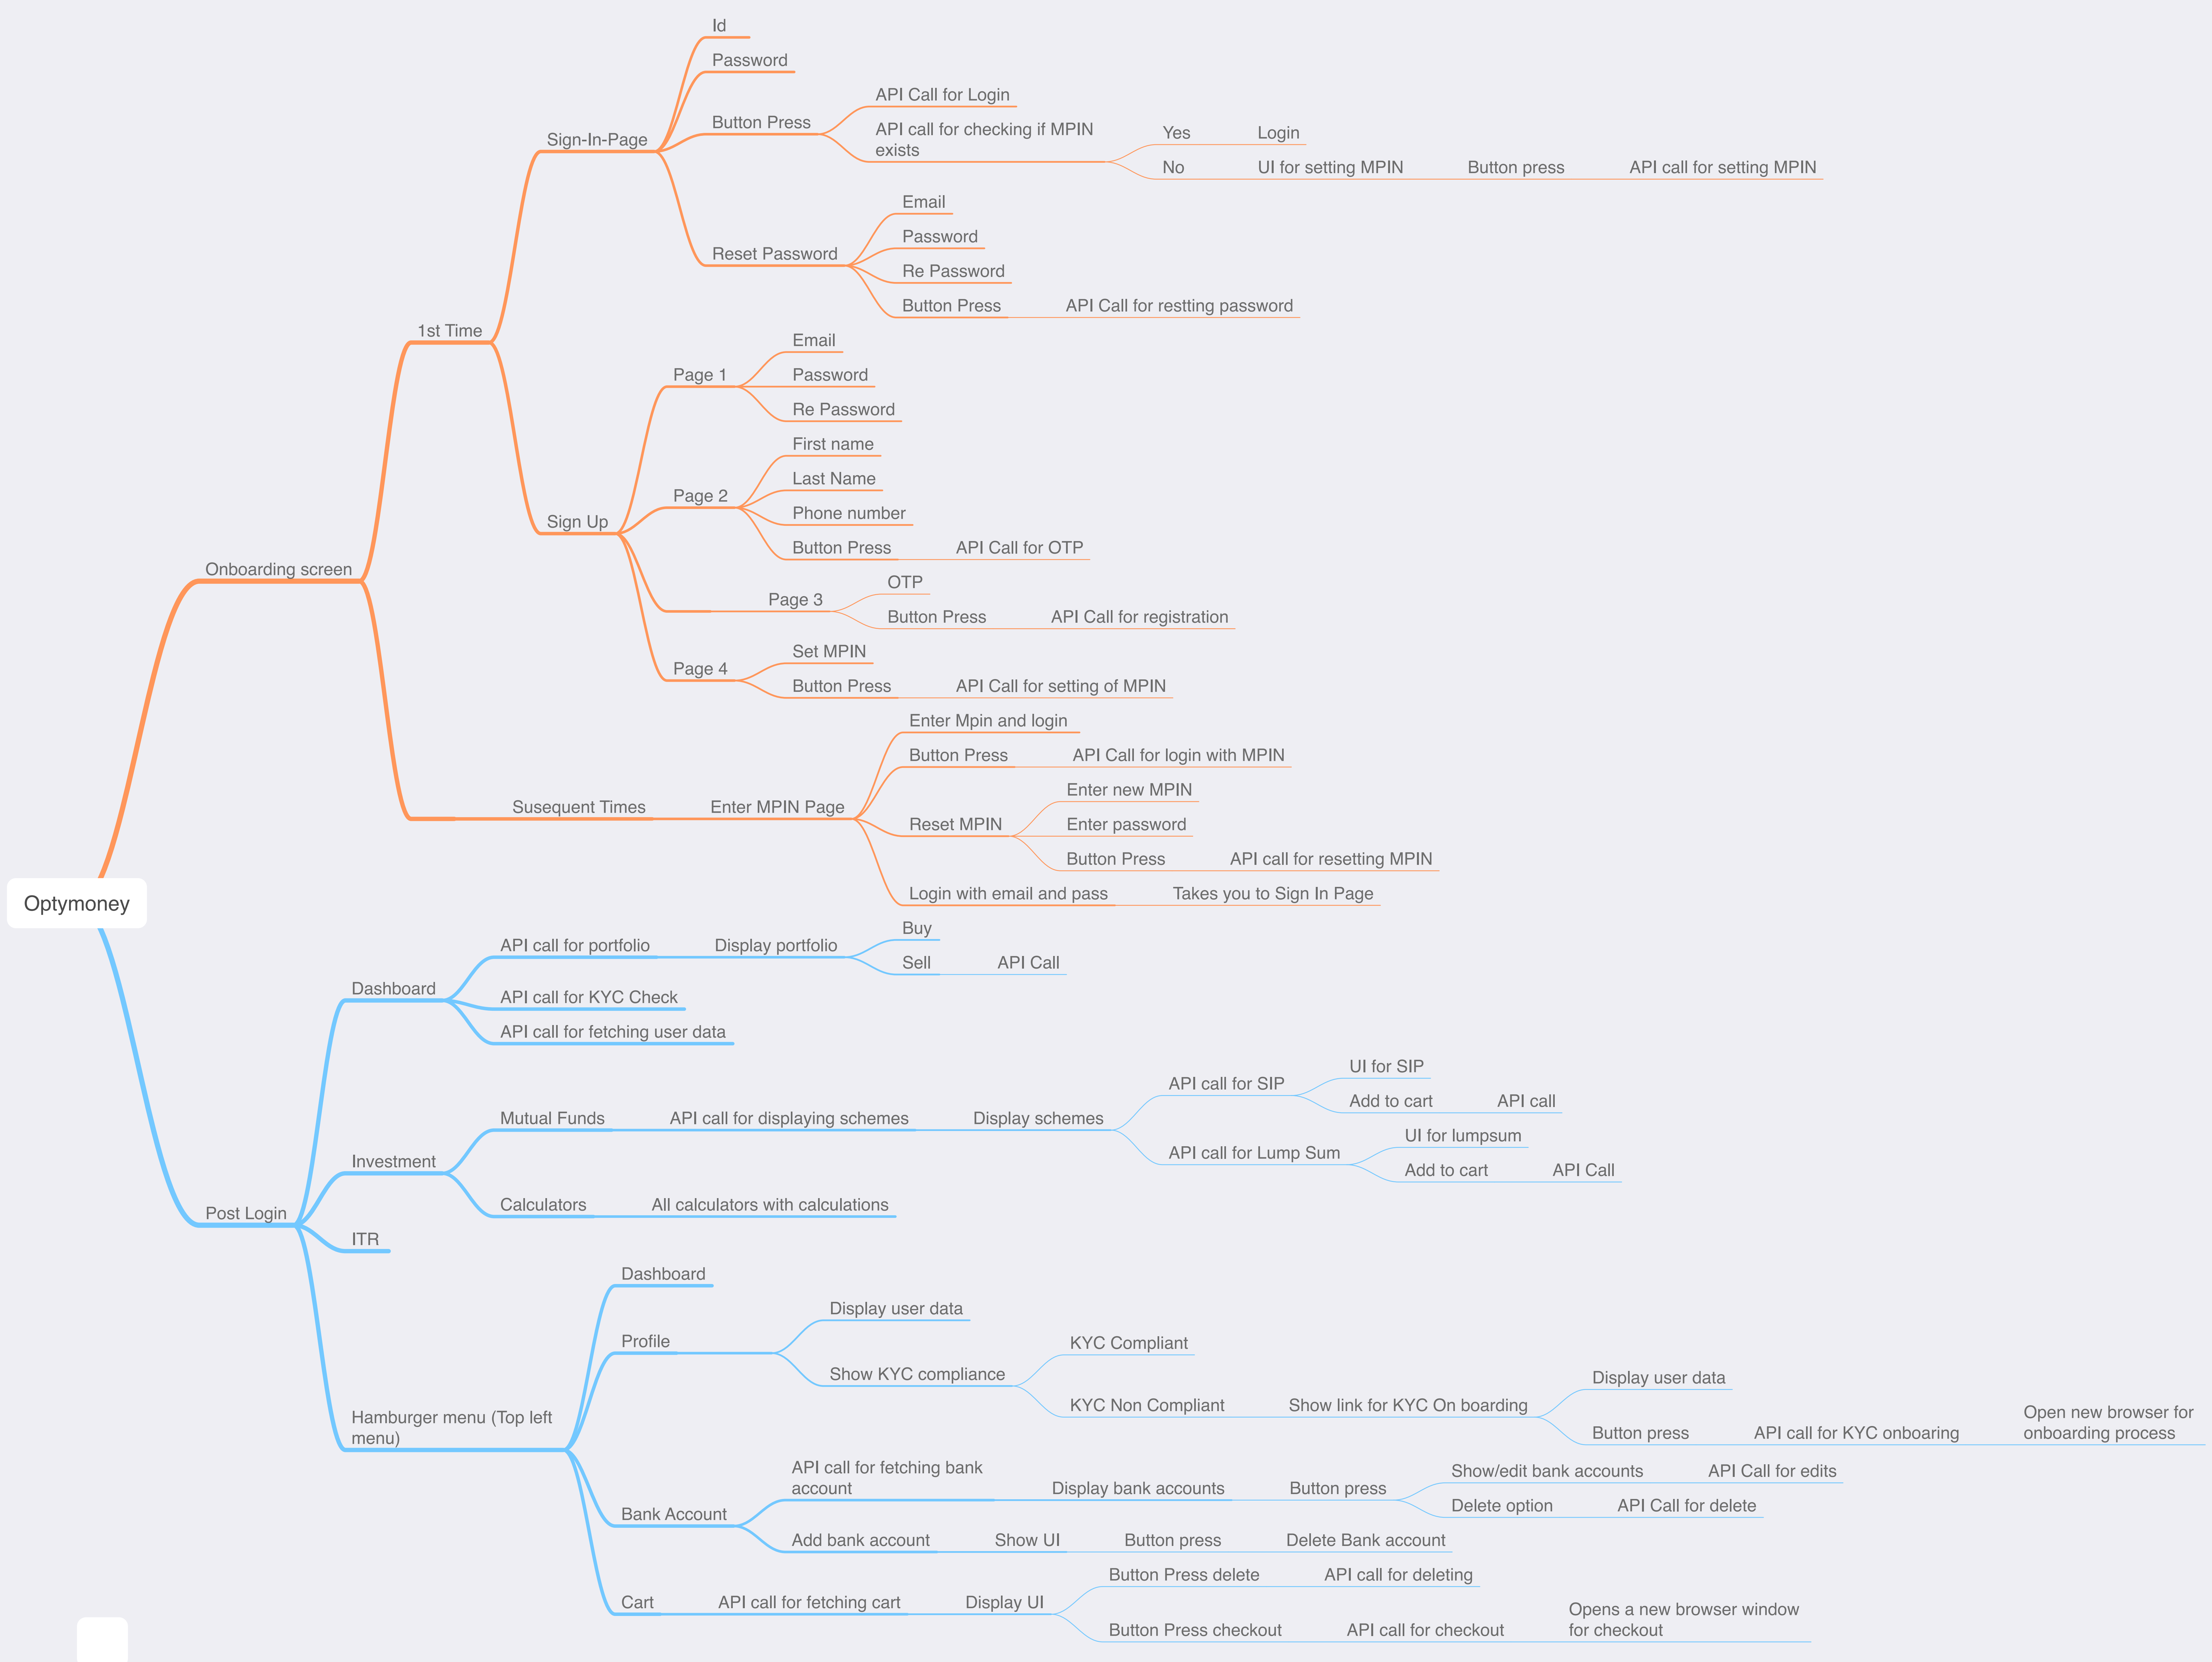 Id
Password
API Call for Login
Button Press
API call for checking if MPIN
exists
Yes
Login
Sign-In-Page
No
UI for setting MPIN
Button press
API call for setting MPIN
Email
Password
Reset Password
Re Password
Button Press
API Call for restting password
1st Time
Email
Page 1
Password
Re Password
First name
Last Name
Page 2
Phone number
Sign Up
Button Press
API Call for OTP
Onboarding screen
OTP
Page 3
Button Press
API Call for registration
Set MPIN
Page 4
Button Press
API Call for setting of MPIN
Enter Mpin and login
Button Press
API Call for login with MPIN
Enter new MPIN
Susequent Times
Enter MPIN Page
Reset MPIN
Enter password
Button Press
API call for resetting MPIN
Login with email and pass
Takes you to Sign In Page
Optymoney
Buy
API call for portfolio
Display portfolio
Sell
API Call
Dashboard
API call for KYC Check
API call for fetching user data
UI for SIP
API call for SIP
Add to cart
API call
Mutual Funds
API call for displaying schemes
Display schemes
UI for lumpsum
API call for Lump Sum
Add to cart
API Call
Investment
Calculators
All calculators with calculations
Post Login
ITR
Dashboard
Display user data
Profile
KYC Compliant
Show KYC compliance
Display user data
KYC Non Compliant
Show link for KYC On boarding
Button press
API call for KYC onboaring
Open new browser for
onboarding process
Hamburger menu (Top left
menu)
API call for fetching bank
account
Display bank accounts
Button press
Show/edit bank accounts
API Call for edits
Delete option
API Call for delete
Bank Account
Add bank account
Show UI
Button press
Delete Bank account
Button Press delete
API call for deleting
Cart
API call for fetching cart
Display UI
Button Press checkout
API call for checkout
Opens a new browser window
for checkout